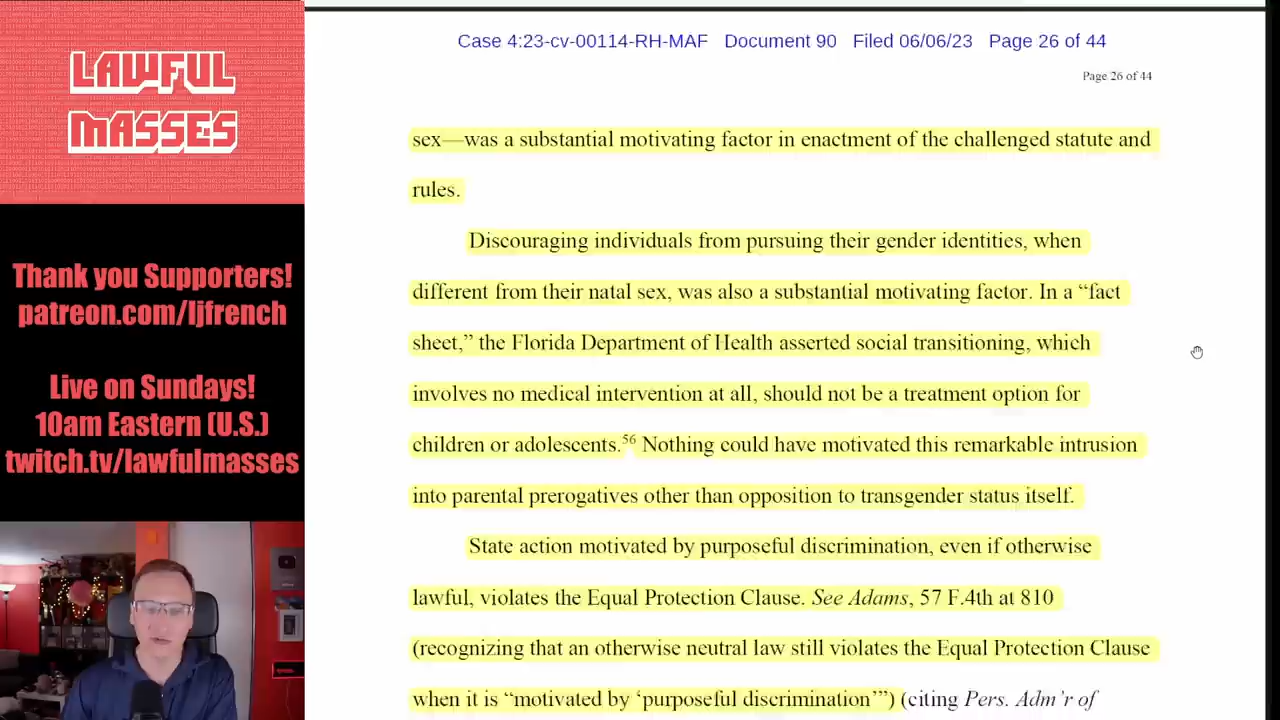 LAWFUL
MASSES
Thank you Supporters!
patreon.com/ljfrench
Live on Sundays!
10am Eastern (U.S.)
twitch.tv/lawfulmasses
Case 4:23-cv-00114-RH-MAF Document 90 Filed 06/06/23 Page 26 of 44
Page 26 of 44
sex—was a substantial motivating factor in enactment of the challenged statute and
rules.
Discouraging individuals from pursuing their gender identities, when
different from their natal sex, was also a substantial motivating factor. In a “fact
sheet,” the Florida Department of Health asserted social transitioning, which
involves no medical intervention at all, should not be a treatment option for
children or adolescents.56 Nothing could have motivated this remarkable intrusion
into parental prerogatives other than opposition to transgender status itself.
State action motivated by purposeful discrimination, even if otherwise
lawful, violates the Equal Protection Clause. See Adams, 57 F.4th at 810
(recognizing that an otherwise neutral law still violates the Equal Protection Clause
when it is “motivated by ‘purposeful discrimination’”) (citing Pers. Adm’r of